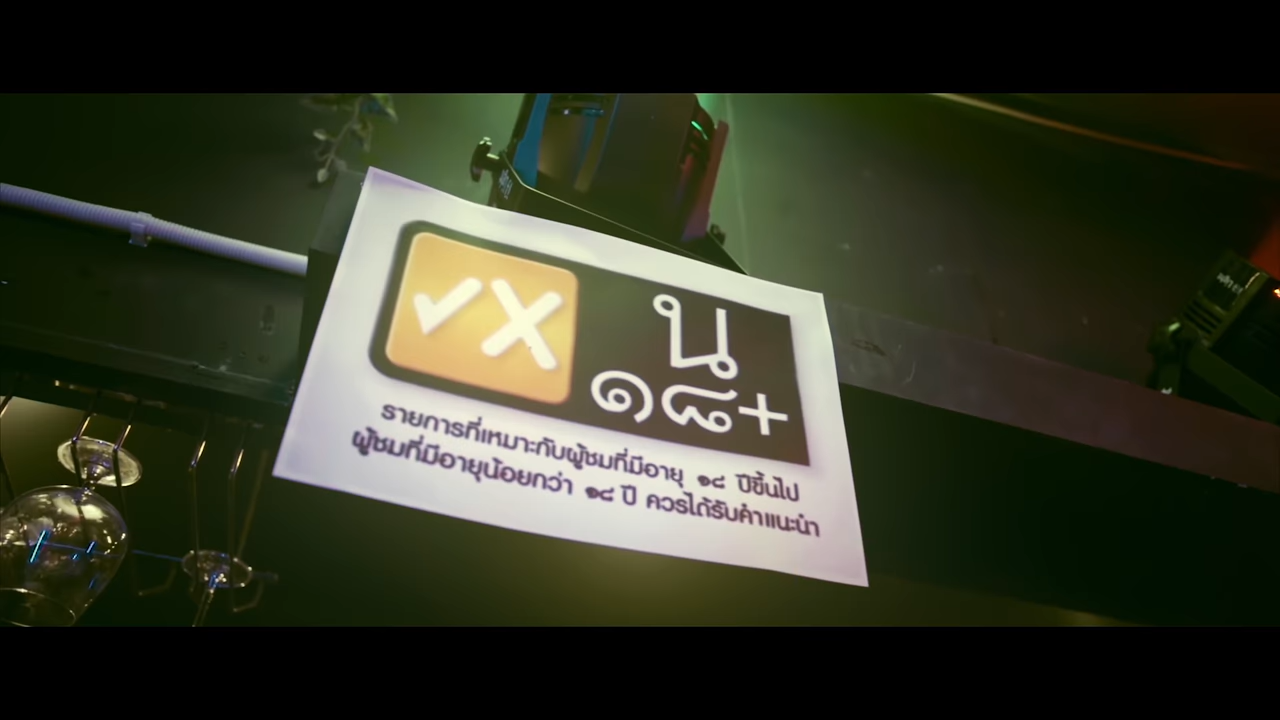 น
๑๘+
รายการที่เหมาะกับผู้ชมที่มีอายุ ๑๘ ปีขึ้นไป
ผู้ชมที่มีอายุน้อยกว่า ๑๘ ปี ควรได้รับคำแนะนำ